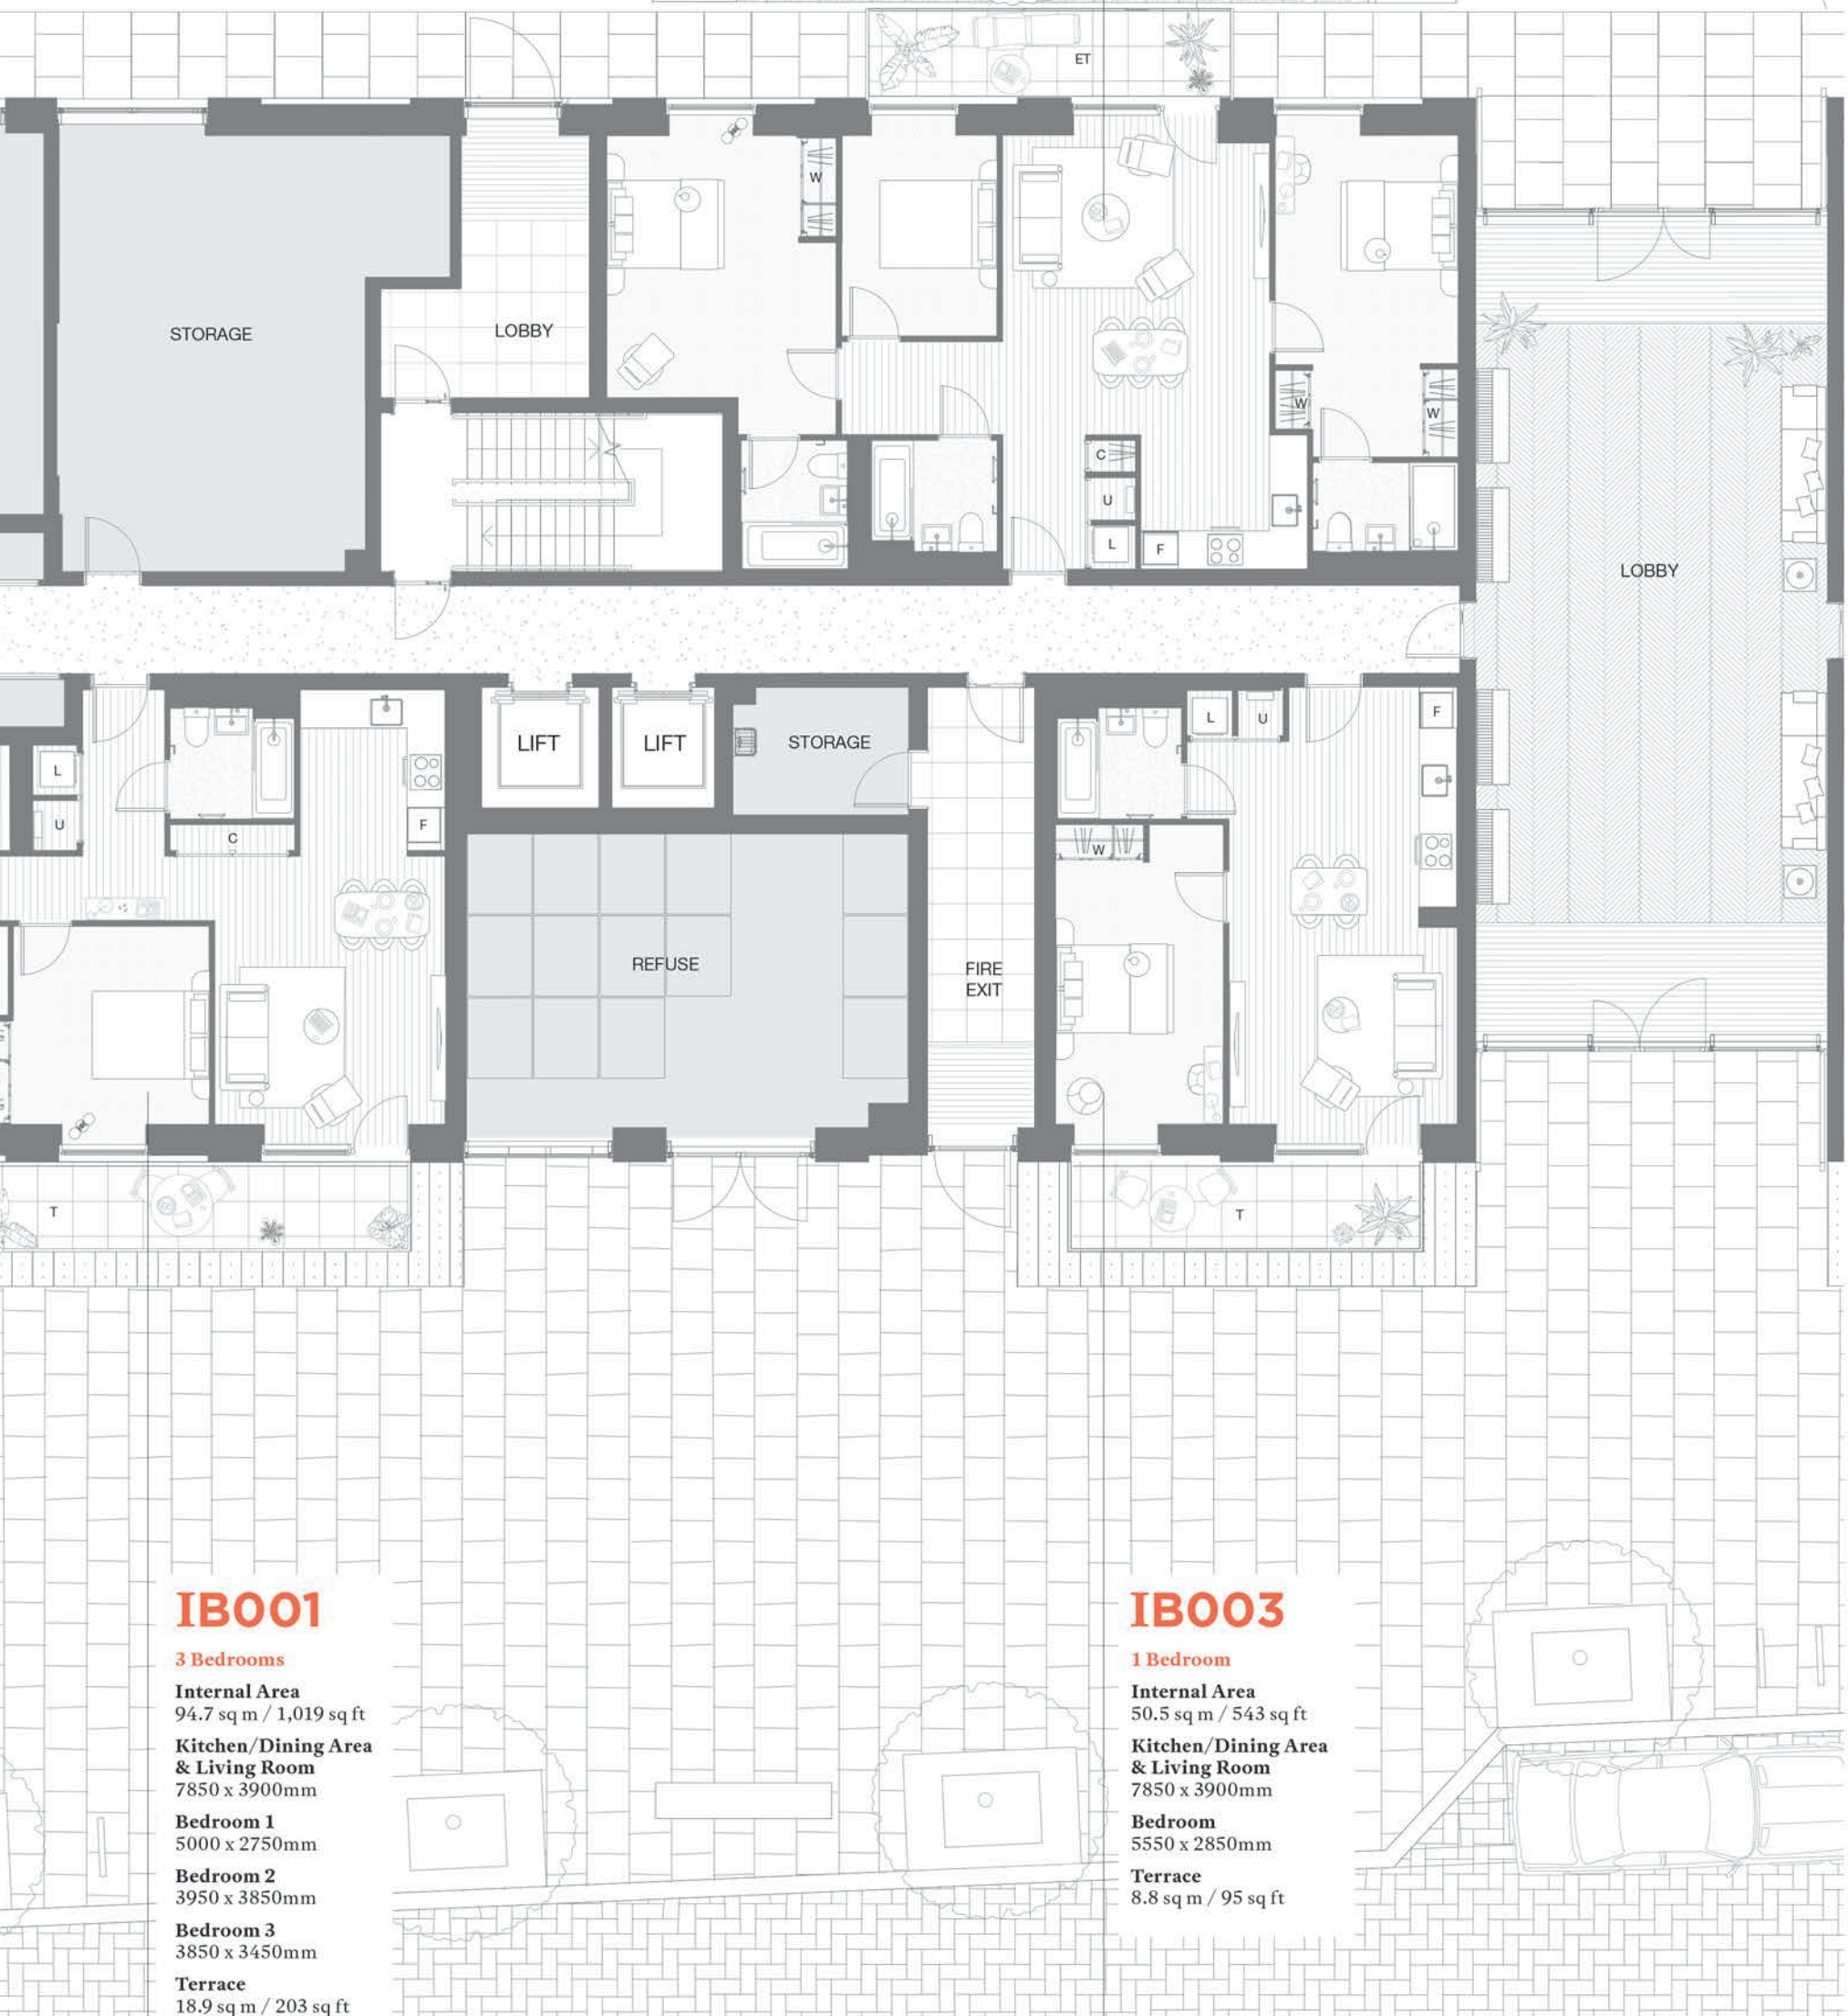 ET
W
STORAGE
LOBBY
W
W
C
U
L
F
LOBBY
LIFT
LIFT
STORAGE
L
U
F
L
U
C
F
W
REFUSE
FIRE
EXIT
T
T
IB001
3 Bedrooms
Internal Area
94.7 sq m / 1,019 sq ft
Kitchen/Dining Area
& Living Room
7850 x 3900mm
Bedroom 1
5000 x 2750mm
Bedroom 2
3950 x 3850mm
Bedroom 3
3850 x 3450mm
Terrace
18.9 sq m / 203 sq ft
IB003
1 Bedroom
Internal Area
50.5 sq m / 543 sq ft
Kitchen/Dining Area
& Living Room
7850 x 3900mm
Bedroom
5550 x 2850mm
Terrace
8.8 sq m / 95 sq ft